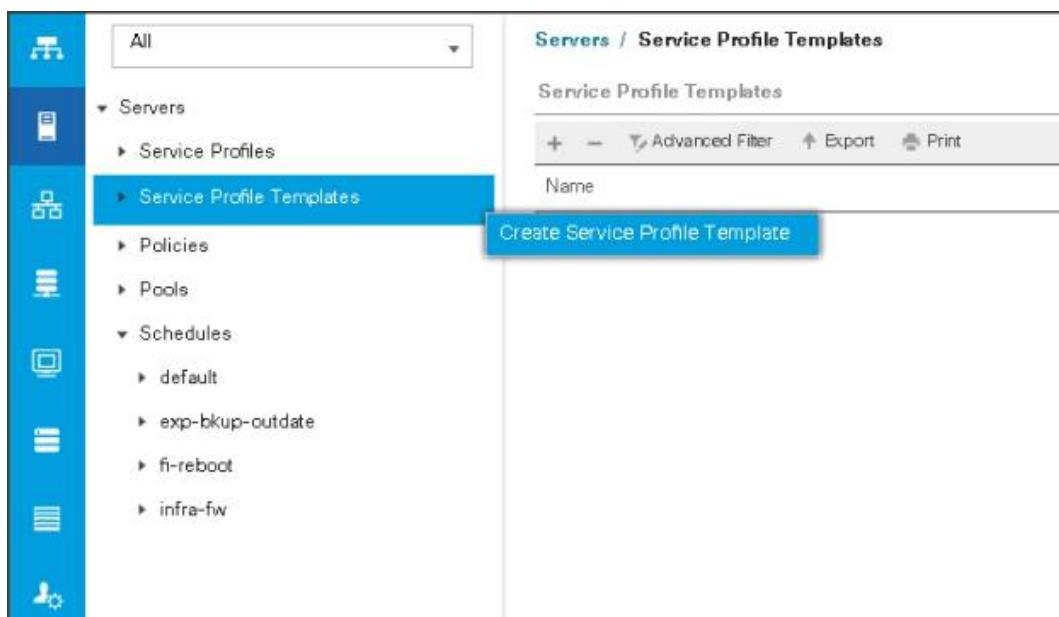 All
Servers
Service Profiles
Service Profile Templates
Policies
Pools
Schedules
default
exp-bkup-outdate
fi-reboot
infra-fw
Servers / Service Profile Templates
Service Profile Templates
+ − Advanced Filter Export Print
Name
Create Service Profile Template